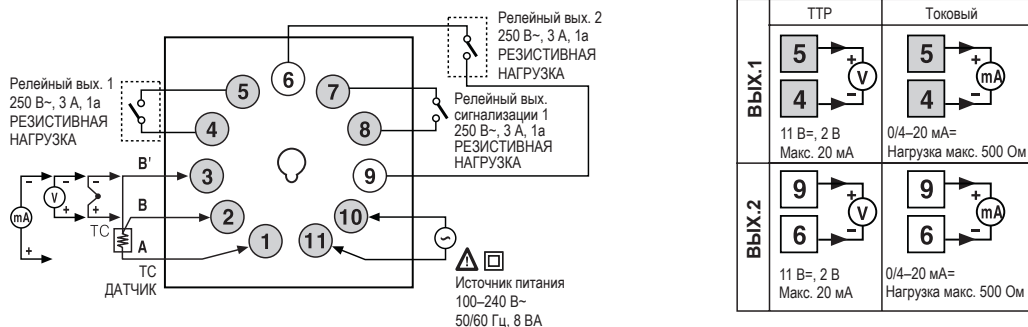 Релейный вых. 2
250 В~, 3 А, 1а
РЕЗИСТИВНАЯ
НАГРУЗКА
Релейный вых. 1
250 В~, 3 А, 1а
РЕЗИСТИВНАЯ
НАГРУЗКА
Релейный вых.
сигнализации 1
250 В~, 3 А, 1а
РЕЗИСТИВНАЯ
НАГРУЗКА
6
5
7
4
8
3
9
2
10
1
11
B'
B
A
- - -
mA
V
+ +
+
ТС
ТС
ДАТЧИК
Источник питания
100–240 В~
50/60 Гц, 8 ВА
ТТР
Токовый
ВЫХ.1
5 + V
4 -
5 + mA
4 -
11 В=, 2 В
Макс. 20 мА
0/4–20 мА=
Нагрузка макс. 500 Ом
ВЫХ.2
9 + V
6 -
9 + mA
6 -
11 В=, 2 В
Макс. 20 мА
0/4–20 мА=
Нагрузка макс. 500 Ом